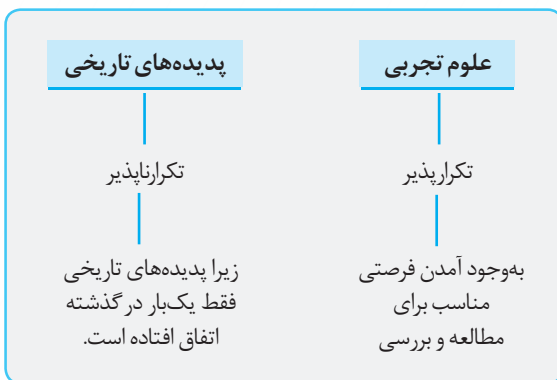 علوم تجربی
تکرارپذیر
به‌وجود آمدن فرصتی
مناسب برای
مطالعه و بررسی
پدیده‌های تاریخی
تکرارناپذیر
زیرا پدیده‌های تاریخی
فقط یک‌بار در گذشته
اتفاق افتاده است.